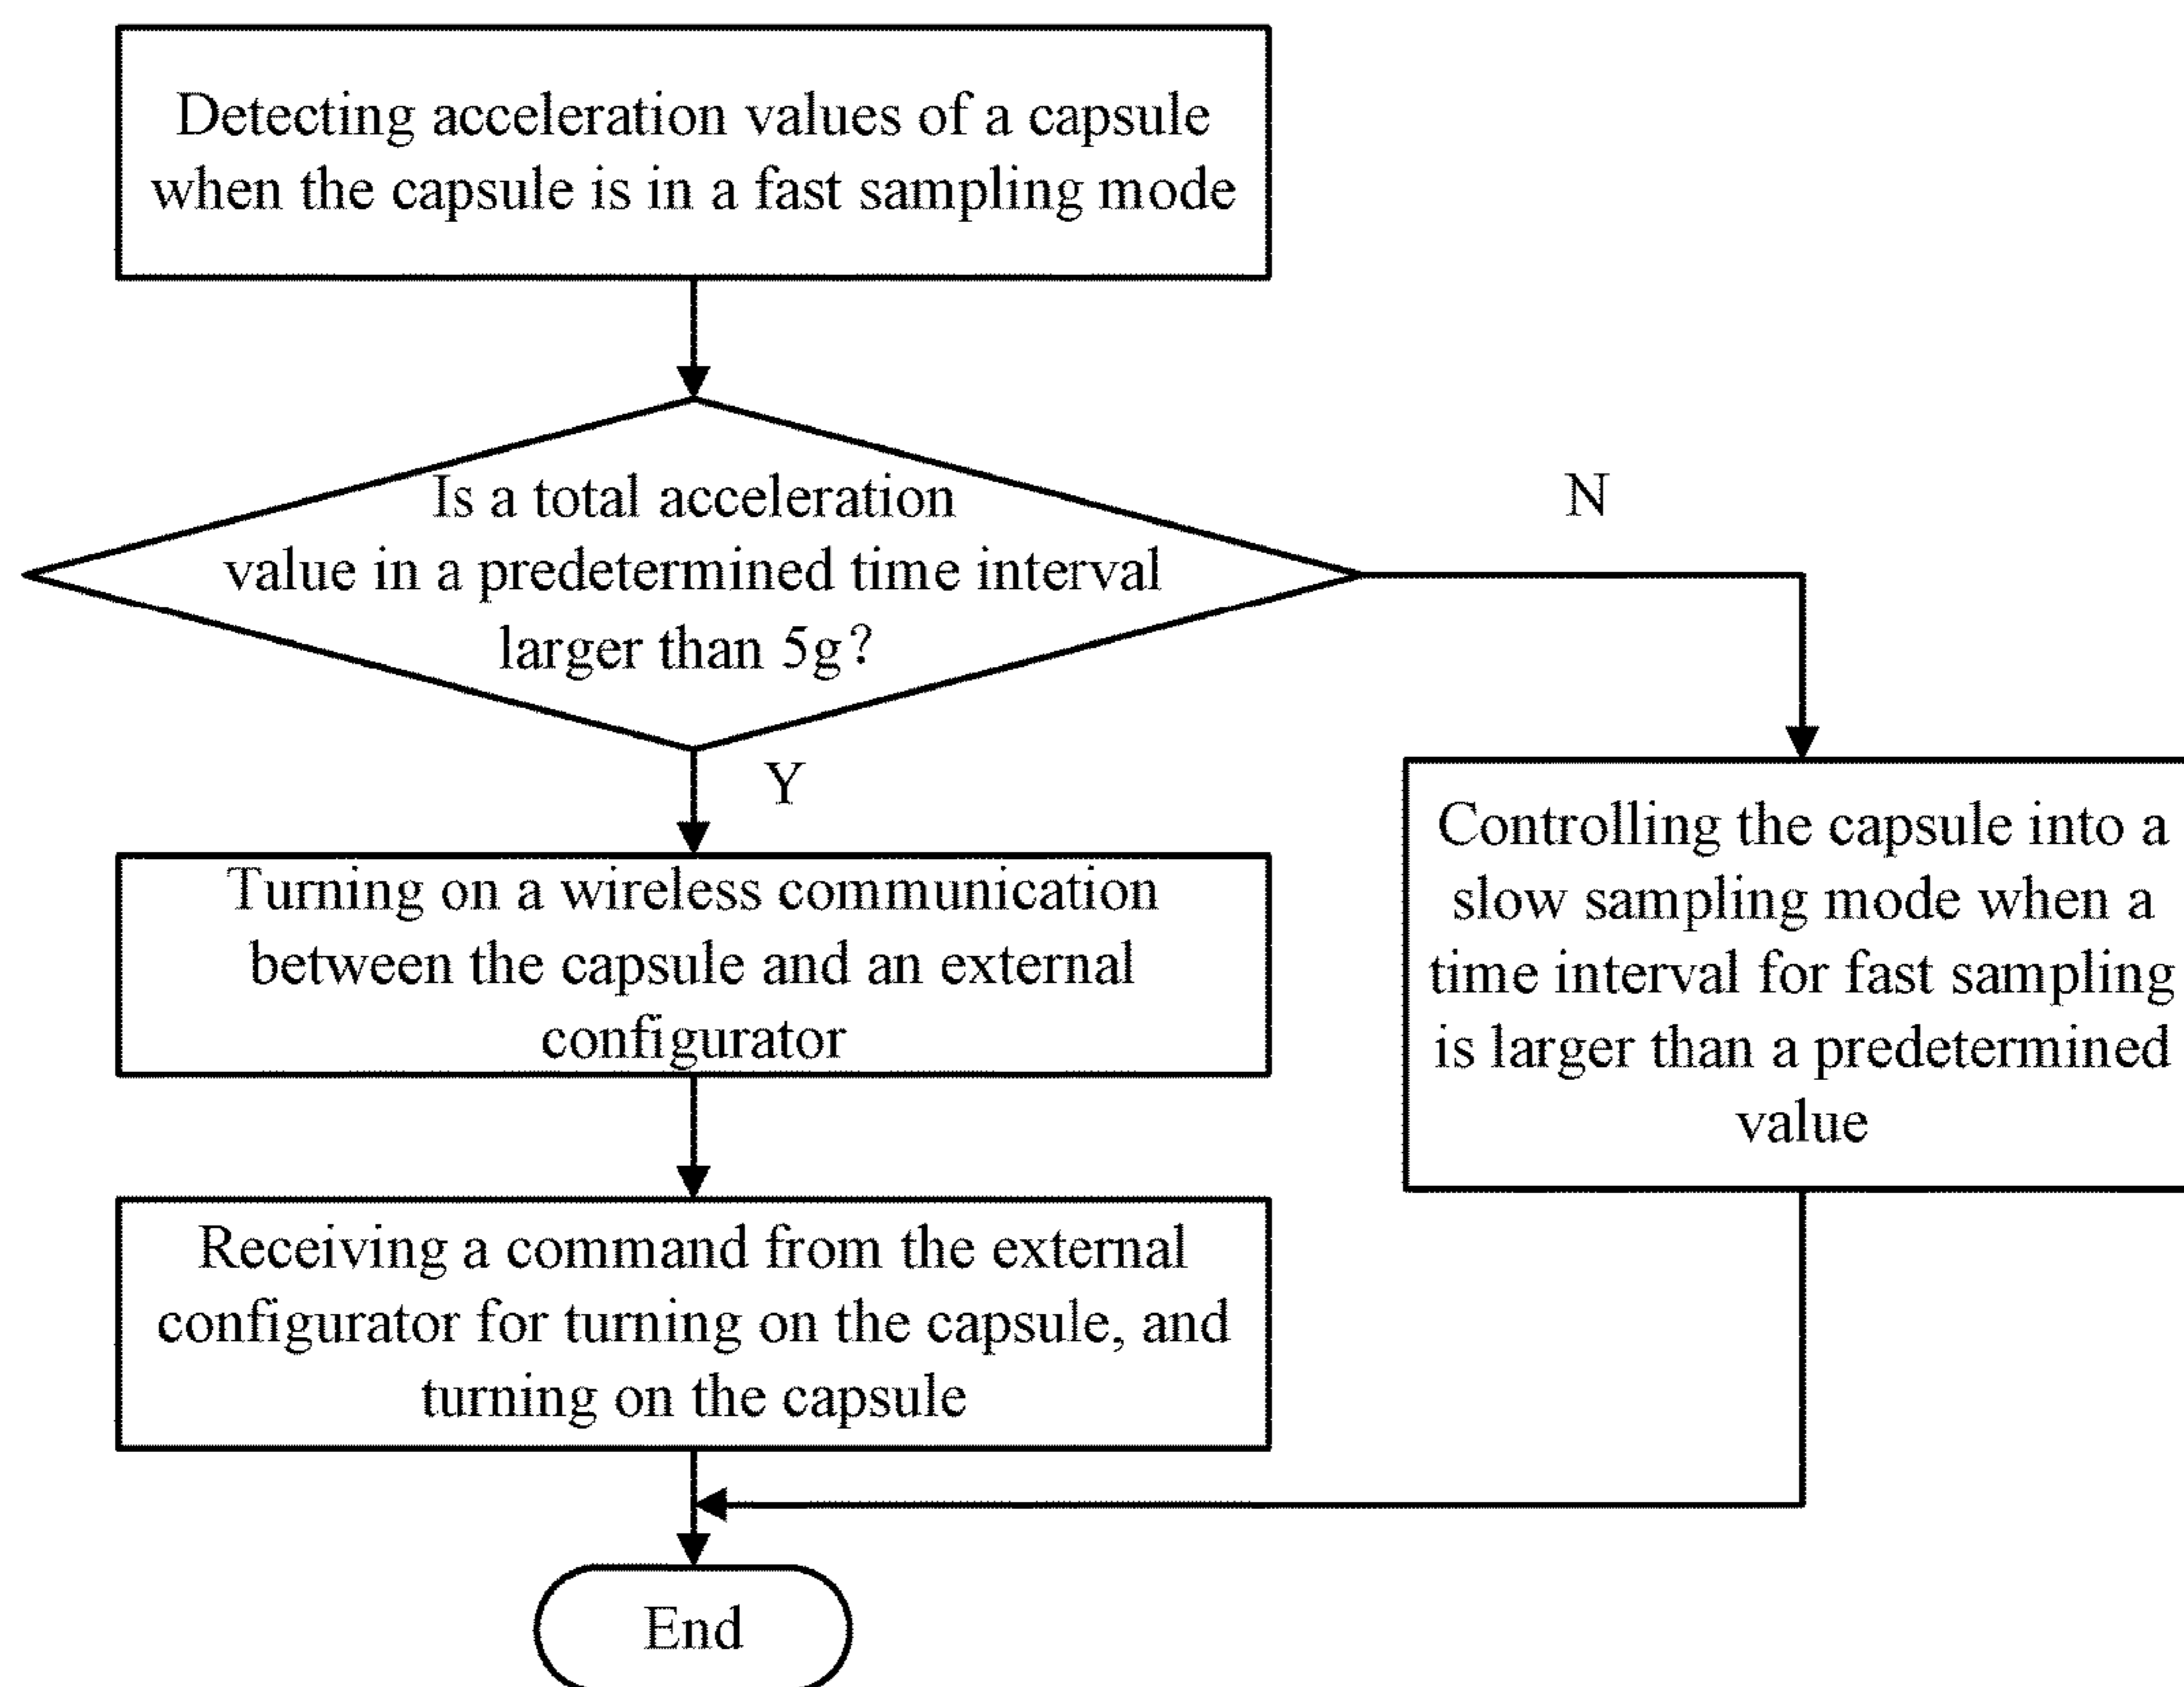 Detecting acceleration values of a capsule
when the capsule is in a fast sampling mode
Is a total acceleration
value in a predetermined time interval
larger than 5g?
N
Y
Turning on a wireless communication
between the capsule and an external
configurator
Controlling the capsule into a
slow sampling mode when a
time interval for fast sampling
is larger than a predetermined
value
Receiving a command from the external
configurator for turning on the capsule, and
turning on the capsule
End